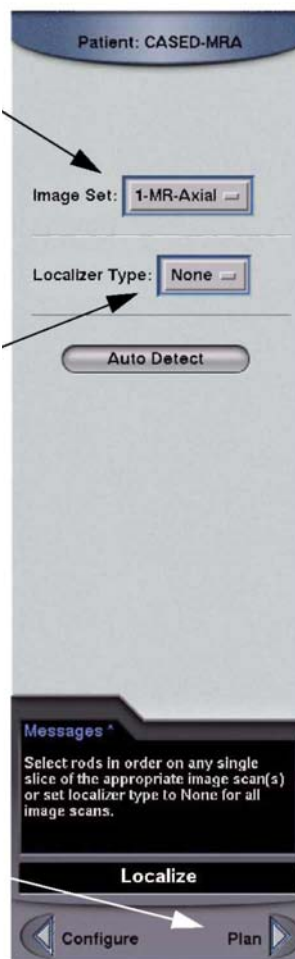 Patient: CASED-MRA
Image Set: 1-MR-Axial
Localizer Type: None
Auto Detect
Messages ^
Select rods in order on any single
slice of the appropriate image scan(s)
or set localizer type to None for all
image scans.
Localize
Configure Plan